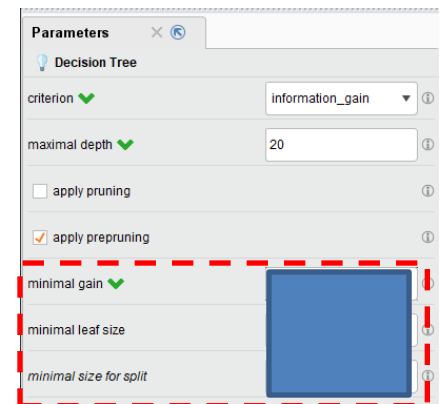 Parameters
Decision Tree
criterion information_gain
maximal depth 20
apply pruning
apply prepruning
minimal gain
minimal leaf size
minimal size for split